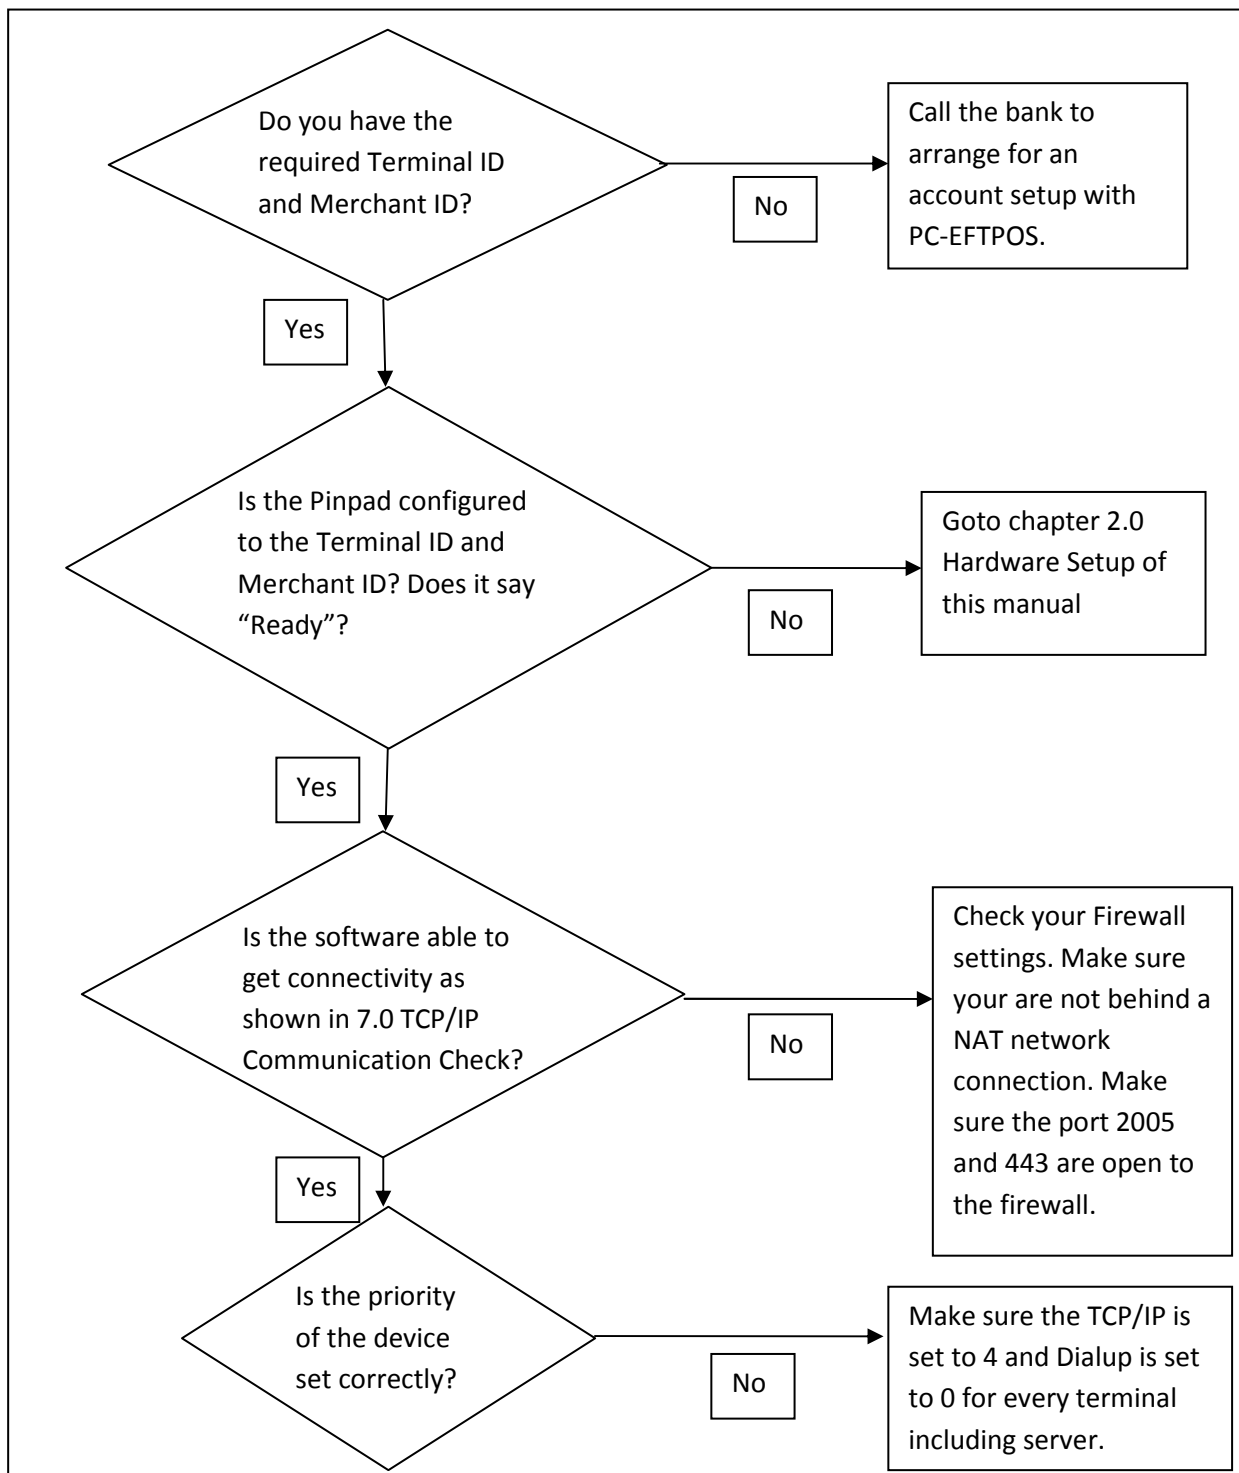 Do you have the
required Terminal ID
and Merchant ID?
No
Call the bank to
arrange for an
account setup with
PC-EFTPOS.
Yes
Is the Pinpad configured
to the Terminal ID and
Merchant ID? Does it say
“Ready”?
No
Goto chapter 2.0
Hardware Setup of
this manual
Yes
Is the software able to
get connectivity as
shown in 7.0 TCP/IP
Communication Check?
No
Check your Firewall
settings. Make sure
your are not behind a
NAT network
connection. Make
sure the port 2005
and 443 are open to
the firewall.
Yes
Is the priority
of the device
set correctly?
No
Make sure the TCP/IP is
set to 4 and Dialup is set
to 0 for every terminal
including server.